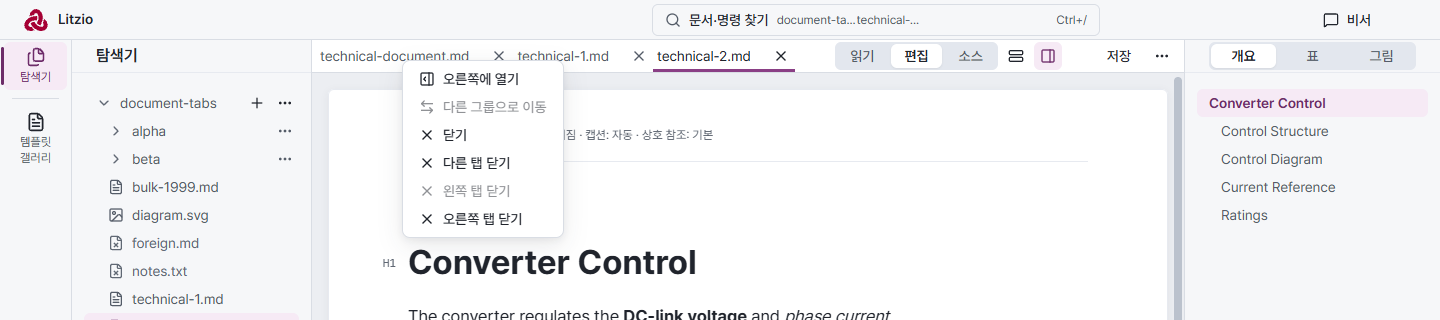 Litzio
문서·명령 찾기 document-ta…technical-… Ctrl+/
비서
탐색기
템플릿
갤러리
탐색기
document-tabs
alpha
beta
bulk-1999.md
diagram.svg
foreign.md
notes.txt
technical-1.md
technical-document.md technical-1.md technical-2.md
읽기 편집 소스
저장
오른쪽에 열기
다른 그룹으로 이동
닫기
다른 탭 닫기
왼쪽 탭 닫기
오른쪽 탭 닫기
· 캡션: 자동 · 상호 참조: 기본
H1 Converter Control
The converter regulates the DC-link voltage and phase current
개요 표 그림
Converter Control
Control Structure
Control Diagram
Current Reference
Ratings